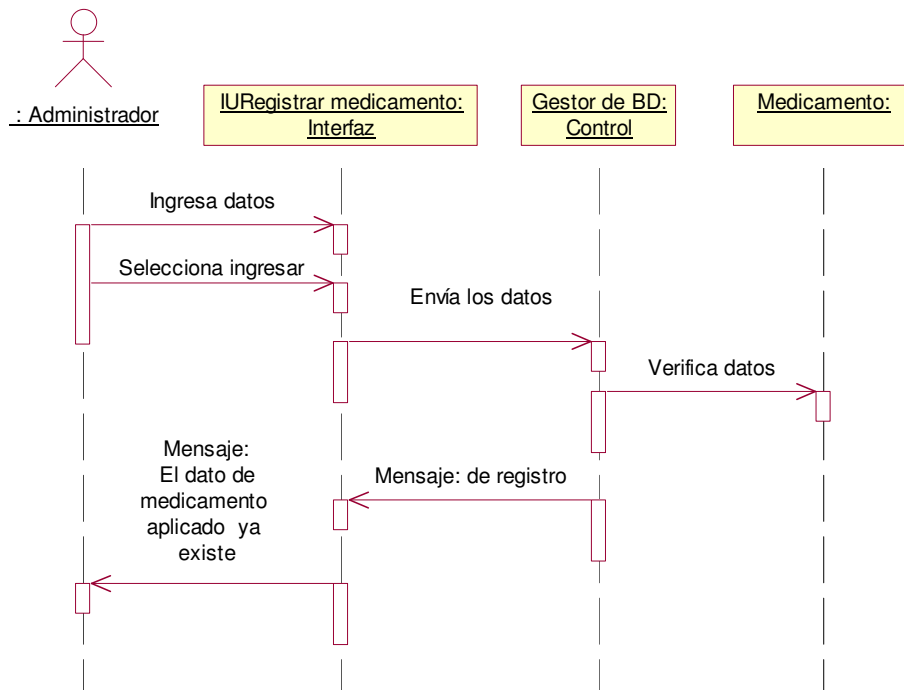 : Administrador
IURegistrar medicamento:
Interfaz
Gestor de BD:
Control
Medicamento:
Ingresa datos
Selecciona ingresar
Envía los datos
Verifica datos
Mensaje: de registro
Mensaje:
El dato de
medicamento
aplicado ya
existe